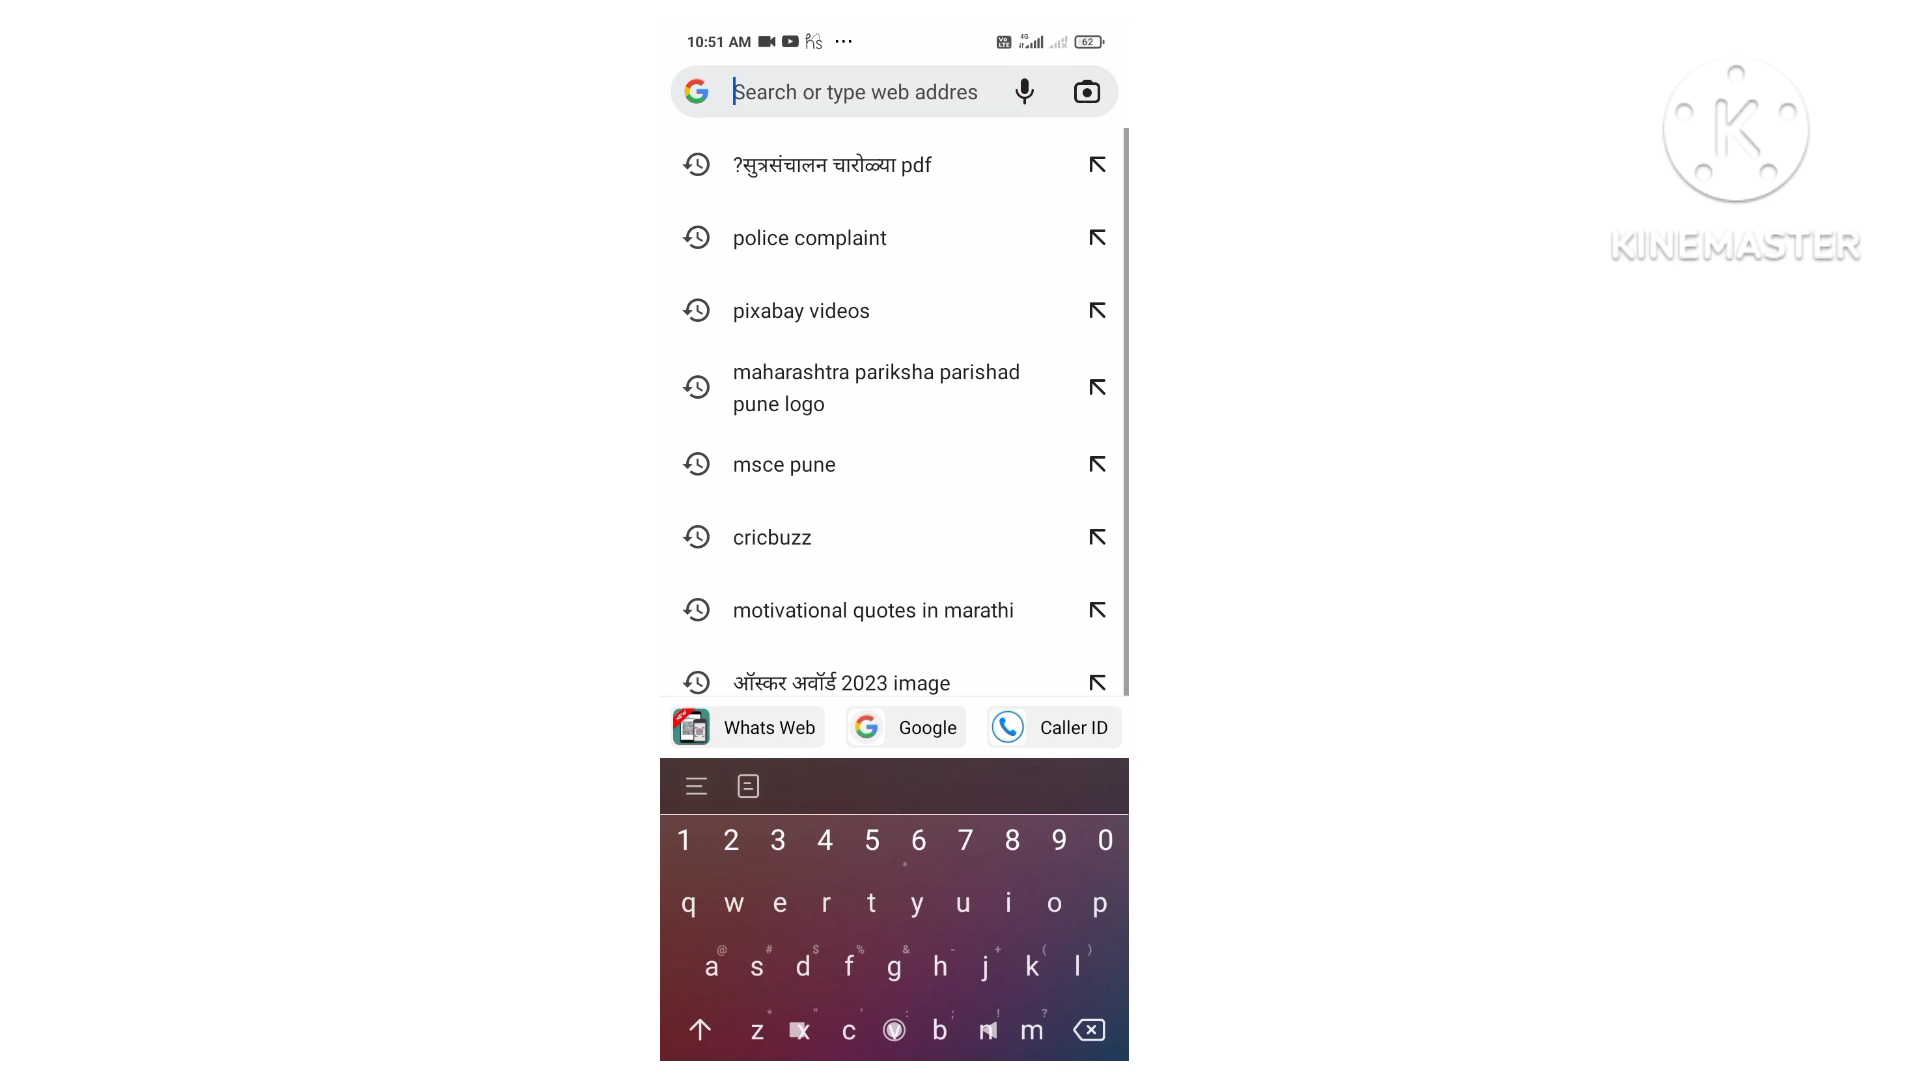 10:51 AM
62
Search or type web addres
?सुत्रसंचालन चारोळ्या pdf
police complaint
pixabay videos
maharashtra pariksha parishad
pune logo
msce pune
cricbuzz
motivational quotes in marathi
ऑस्कर अवॉर्ड 2023 image
Whats Web Google Caller ID
1 2 3 4 5 6 7 8 9 0
q w e r t y u i o p
@ # $ % & - + ( )
a s d f g h j k l
* " ' : ; ! ?
z x c v b n m
K
KINEMASTER